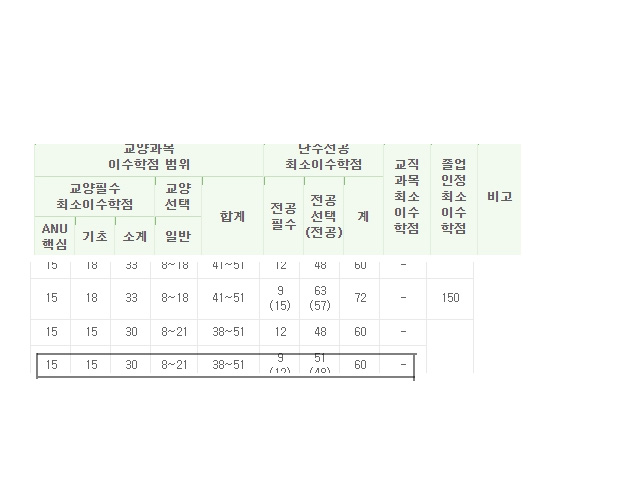 교양과목
이수학점 범위
단수전공
최소이수학점
교직
과목
최소
이수
학점
졸업
인정
최소
이수
학점
비고
교양필수
최소이수학점
교양
선택
합계
전공
필수
전공
선택
(전공)
계
ANU
핵심
기초
소계
일반
15 18 33 8~18 41~51 12 48 60 -
15 18 33 8~18 41~51 9 (15) 63 (57) 72 - 150
15 15 30 8~21 38~51 12 48 60 -
15 15 30 8~21 38~51 9 (12) 51 (48) 60 -